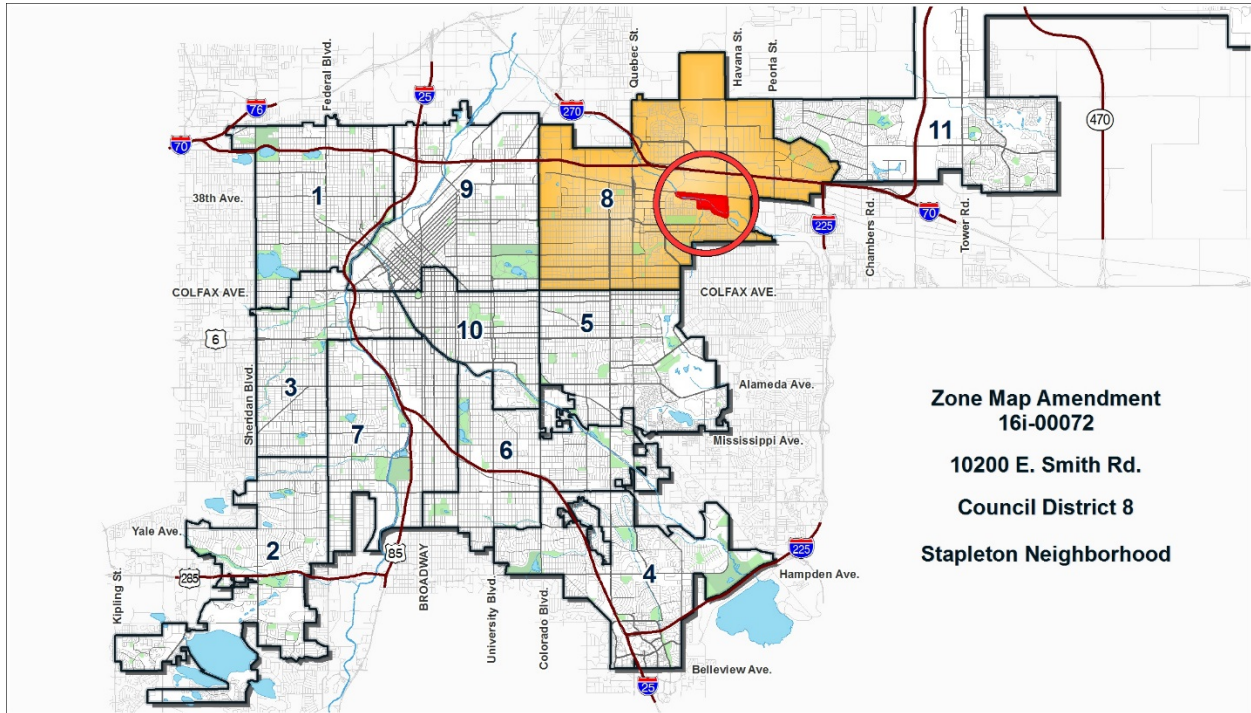 Quebec St.
Havana St.
Peoria St.
Federal Blvd.
76
25
270
70
470
11
38th Ave.
1
9
8
225
70
Chambers Rd.
Tower Rd.
COLFAX AVE.
COLFAX AVE.
6
10
5
Sheridan Blvd.
3
Alameda Ave.
7
Mississippi Ave.
6
Zone Map Amendment
16i-00072
10200 E. Smith Rd.
Council District 8
Stapleton Neighborhood
Yale Ave.
2
85
225
285
4
Hampden Ave.
Kipling St.
BROADWAY
University Blvd.
Colorado Blvd.
Belleview Ave.
25